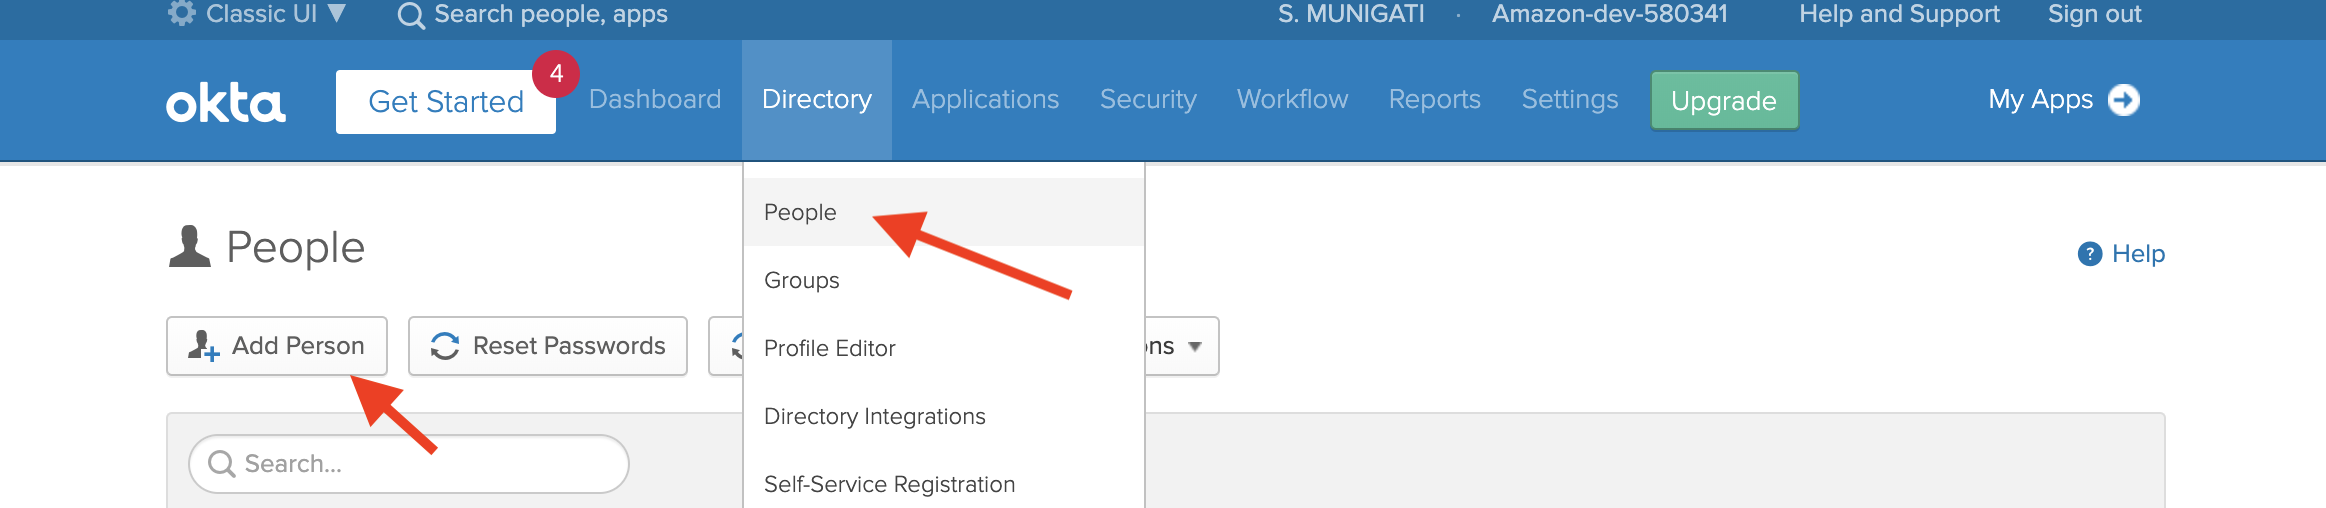 Classic UI ▼ Search people, apps S. MUNIGATI · Amazon-dev-580341 Help and Support Sign out
okta Get Started 4 Dashboard Directory Applications Security Workflow Reports Settings Upgrade My Apps
People
People
? Help
Groups
Add Person Reset Passwords ns
Profile Editor
Directory Integrations
Search...
Self-Service Registration